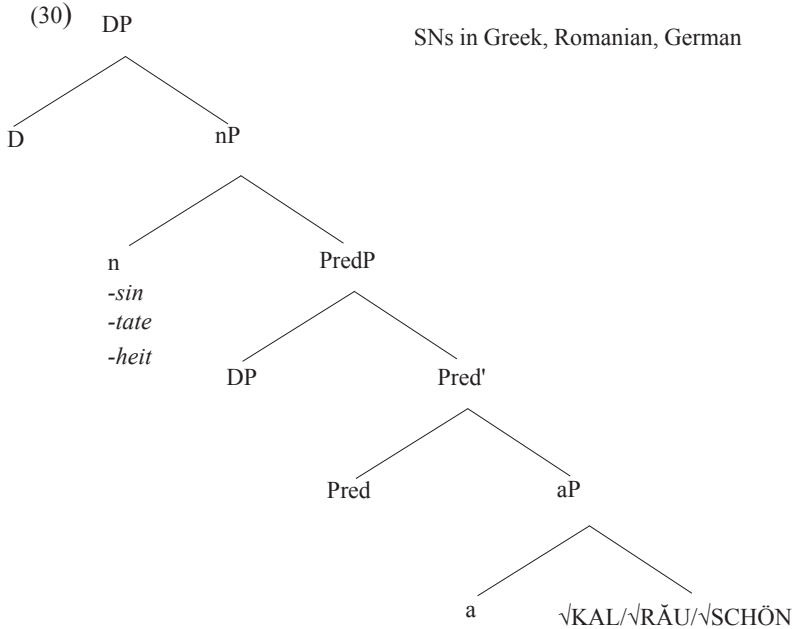 (30) DP SNs in Greek, Romanian, German
D nP
n PredP
-sin
-tate
-heit
DP Pred'
Pred aP
a √KAL/√RĂU/√SCHÖN